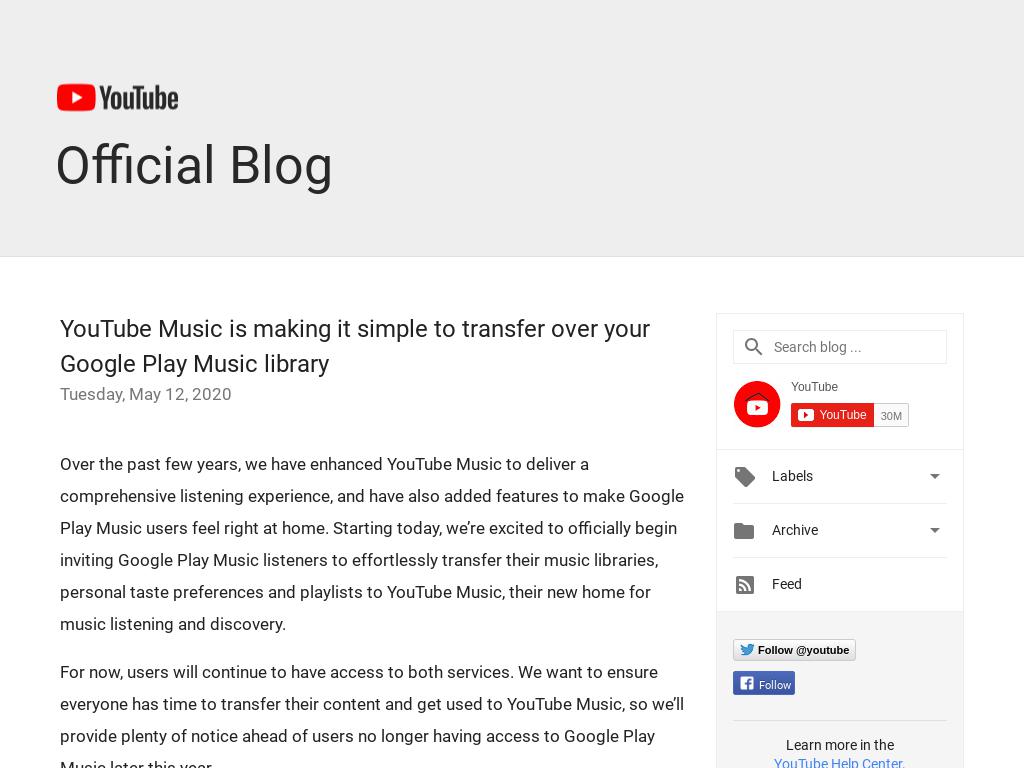 YouTube
Official Blog
YouTube Music is making it simple to transfer over your
Google Play Music library
Tuesday, May 12, 2020
Over the past few years, we have enhanced YouTube Music to deliver a
comprehensive listening experience, and have also added features to make Google
Play Music users feel right at home. Starting today, we’re excited to officially begin
inviting Google Play Music listeners to effortlessly transfer their music libraries,
personal taste preferences and playlists to YouTube Music, their new home for
music listening and discovery.
For now, users will continue to have access to both services. We want to ensure
everyone has time to transfer their content and get used to YouTube Music, so we’ll
provide plenty of notice ahead of users no longer having access to Google Play
Music later this year.
Search blog ...
YouTube
YouTube 30M
Labels
Archive
Feed
Follow @youtube
Follow
Learn more in the
YouTube Help Center.